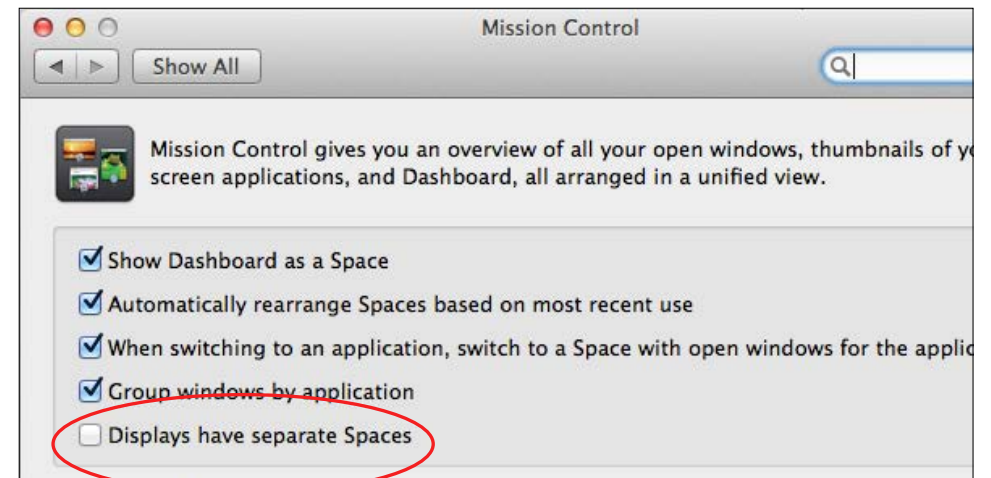 Mission Control
Show All
Mission Control gives you an overview of all your open windows, thumbnails of
screen applications, and Dashboard, all arranged in a unified view.
Show Dashboard as a Space
Automatically rearrange Spaces based on most recent use
When switching to an application, switch to a Space with open windows for the
Group windows by application
Displays have separate Spaces